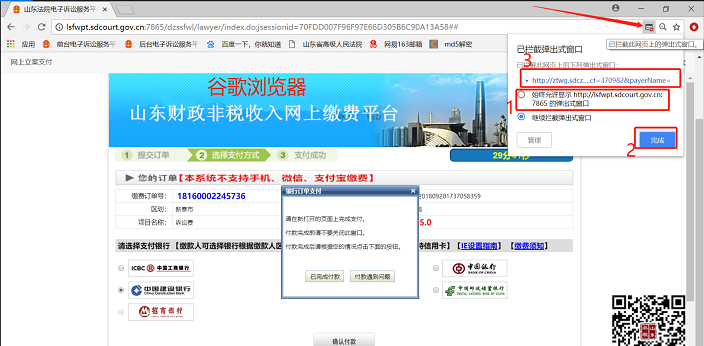 山东法院电子诉讼服务平
lsfwpt.sdcourt.gov.cn:7865/dzssfwl/lawyer/index.do;jsessionid=70FDD007F96F97E66D305B6C90A13A58##
应用
前台电子诉讼服务平
后台电子诉讼服务平
百度一下,你就知道
山东省高级人民法院
网易163邮箱
md5解密
已拦截此网页上的弹出式窗口。
网上立案支付
已拦截弹出式窗口
已拦截此网页上的下列弹出式窗口:
3
http://zfwg.sdcz...ct=370982&payerName=
1
始终允许显示 http://lsfwpt.sdcourt.gov.cn:
7865 的弹出式窗口
继续拦截弹出式窗口
管理
2
完成
谷歌浏览器
山东财政非税收入网上缴费平台
1 提交订单
2 选择支付方式
3 支付成功
您的订单【本系统不支持手机、微信、支付宝缴费】
缴费订单号:
18160002245736
201809201737058359
区划:
新泰市
项目名称:
诉讼费
5.0
银行订单支付
请在新打开的页面上完成支付。
付款完成前请不要关闭此窗口。
付款完成后请根据您的情况点击下面的按钮。
已完成付款
付款遇到问题
请选择支付银行【缴款人可选择银行根据缴款人区
持信用卡】【IE设置指南】【缴费须知】
ICBC 中国工商银行
中国银行
中国建设银行
China Construction Bank
中国邮政储蓄银行
POSTAL SAVINGS BANK OF CHINA
招商银行
确认付款